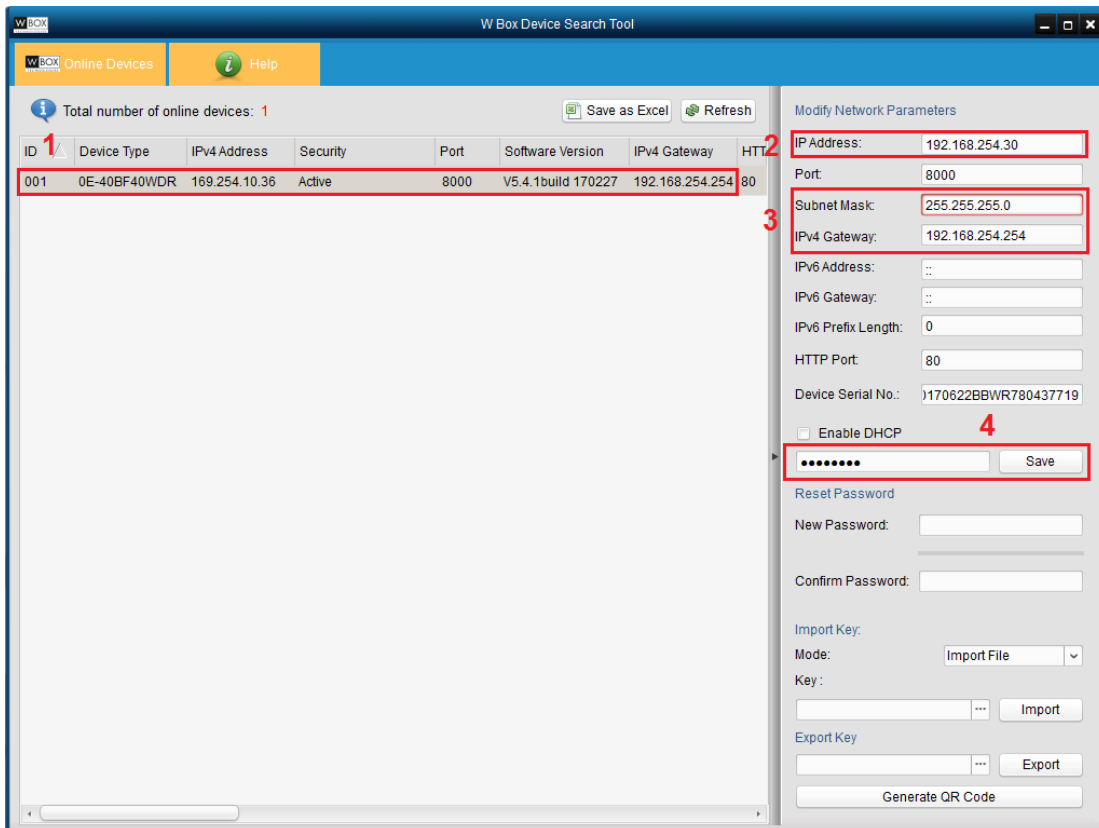 W BOX
W Box Device Search Tool
W BOX Online Devices
i Help
Total number of online devices: 1
Save as Excel
Refresh
1
ID Device Type IPv4 Address Security Port Software Version IPv4 Gateway HTT
001 0E-40BF40WDR 169.254.10.36 Active 8000 V5.4.1build 170227 192.168.254.254 80
Modify Network Parameters
2
IP Address: 192.168.254.30
Port: 8000
3
Subnet Mask: 255.255.255.0
IPv4 Gateway: 192.168.254.254
IPv6 Address: ::
IPv6 Gateway: ::
IPv6 Prefix Length: 0
HTTP Port: 80
Device Serial No.: )170622BBWR780437719
Enable DHCP
4
●●●●●●●● Save
Reset Password
New Password:
Confirm Password:
Import Key:
Mode: Import File
Key :
... Import
Export Key
... Export
Generate QR Code